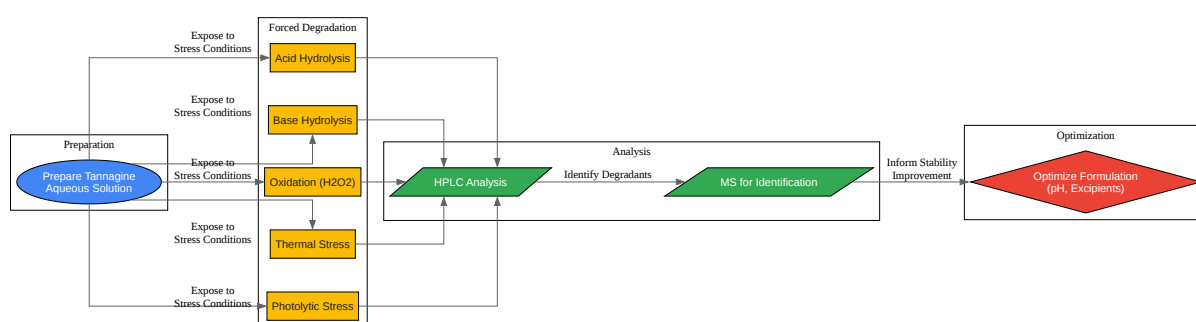 Preparation
Prepare Tannagine
Aqueous Solution
Expose to
Stress Conditions
Expose to
Stress Conditions
Expose to
Stress Conditions
Expose to
Stress Conditions
Expose to
Stress Conditions
Forced Degradation
Acid Hydrolysis
Base Hydrolysis
Oxidation (H2O2)
Thermal Stress
Photolytic Stress
Analysis
HPLC Analysis
Identify Degradants
MS for Identification
Inform Stability
Improvement
Optimization
Optimize Formulation
(pH, Excipients)